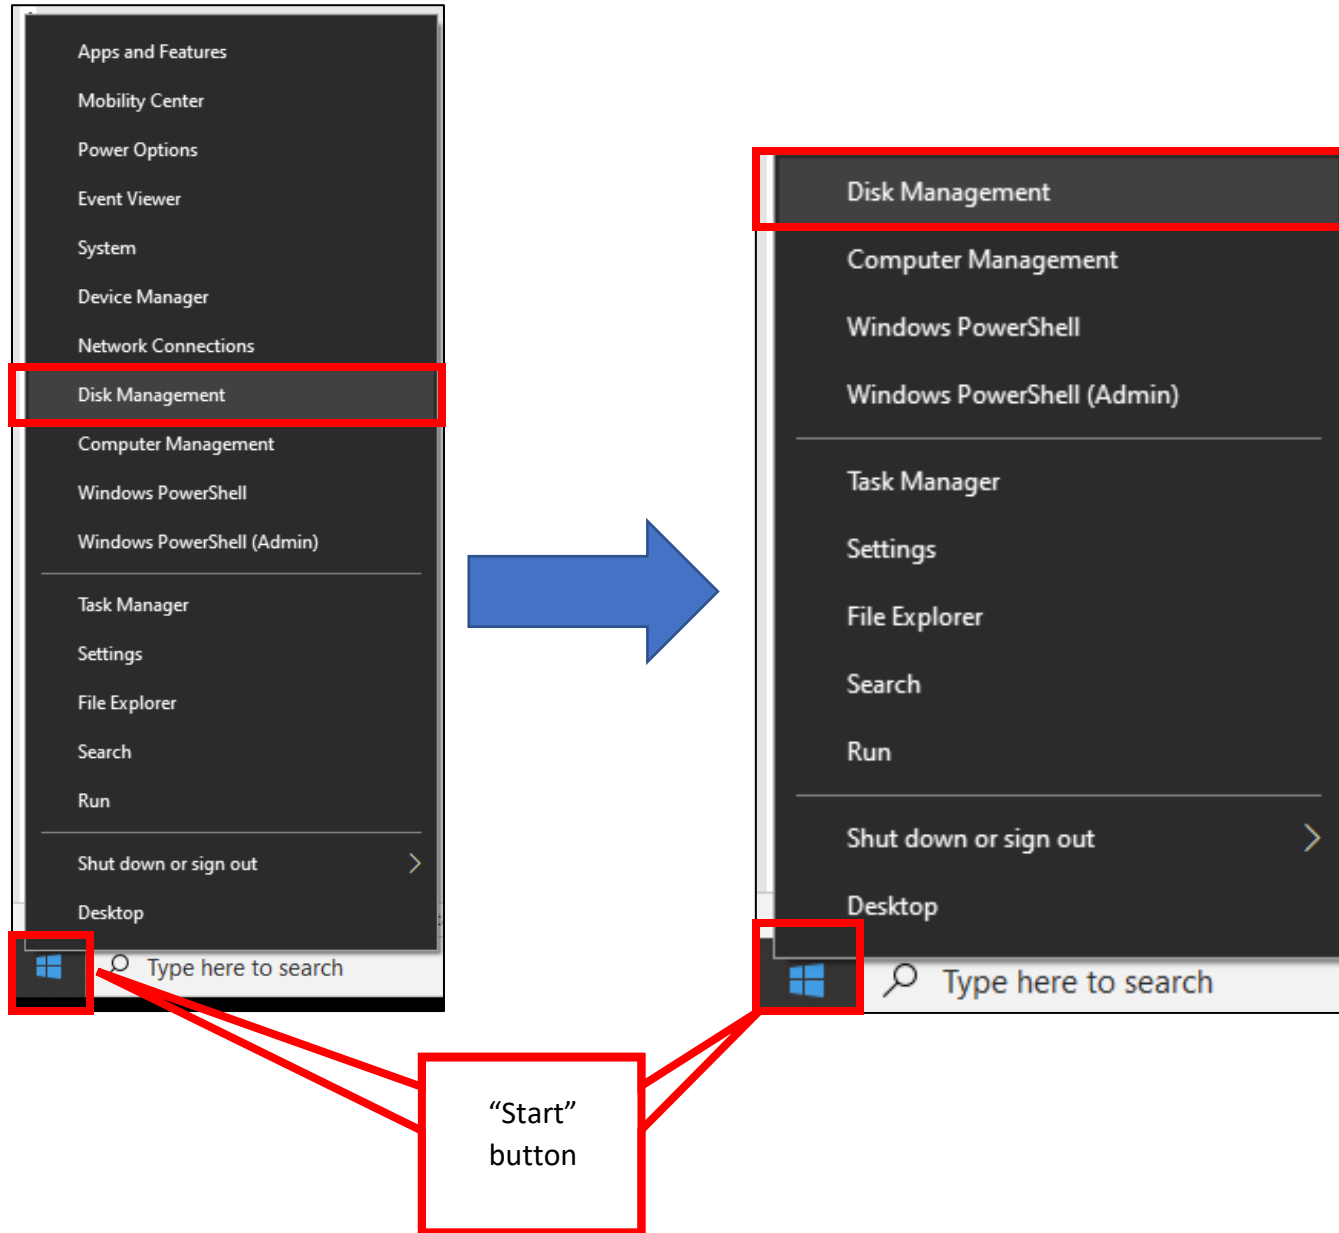 Apps and Features
Mobility Center
Power Options
Event Viewer
System
Device Manager
Network Connections
Disk Management
Computer Management
Windows PowerShell
Windows PowerShell (Admin)
Task Manager
Settings
File Explorer
Search
Run
Shut down or sign out
Desktop
Type here to search
Disk Management
Computer Management
Windows PowerShell
Windows PowerShell (Admin)
Task Manager
Settings
File Explorer
Search
Run
Shut down or sign out
Desktop
Type here to search
“Start”
button